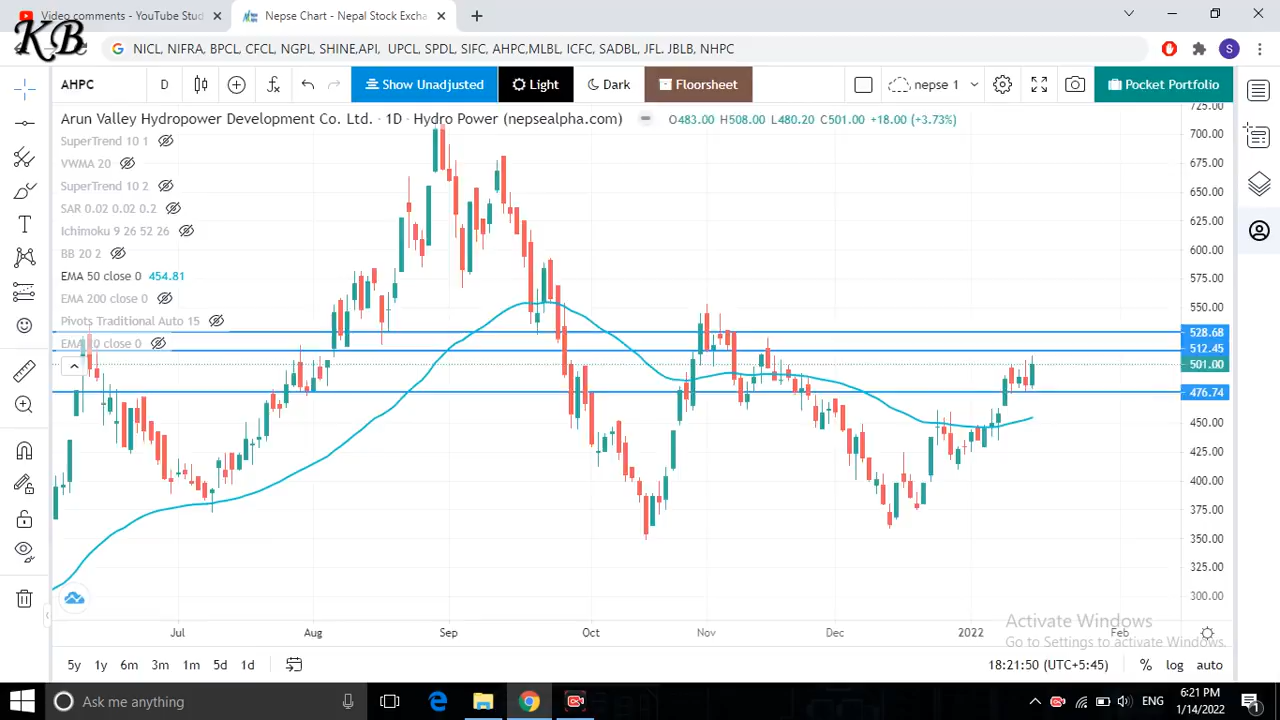 Video comments - YouTube Stud
Nepse Chart - Nepal Stock Excha
KB
NICL, NIFRA, BPCL, CFCL, NGPL, SHINE,API, UPCL, SPDL, SIFC, AHPC,MLBL, ICFC, SADBL, JFL, JBLB, NHPC
S
AHPC
D
Show Unadjusted
Light
Dark
Floorsheet
nepse 1
Pocket Portfolio
Arun Valley Hydropower Development Co. Ltd. · 1D · Hydro Power (nepsealpha.com)
O483.00 H508.00 L480.20 C501.00 +18.00 (+3.73%)
SuperTrend 10 1
VWMA 20
SuperTrend 10 2
SAR 0.02 0.02 0.2
Ichimoku 9 26 52 26
BB 20 2
EMA 50 close 0 454.81
EMA 200 close 0
Pivots Traditional Auto 15
725.00
700.00
675.00
650.00
625.00
600.00
575.00
550.00
528.68
512.45
501.00
476.74
450.00
425.00
400.00
375.00
350.00
325.00
300.00
Jul
Aug
Sep
Oct
Nov
Dec
2022
Feb
Activate Windows
Go to Settings to activate Windows.
5y
1y
6m
3m
1m
5d
1d
18:21:50 (UTC+5:45)
%
log
auto
Ask me anything
ENG
6:21 PM
1/14/2022
1